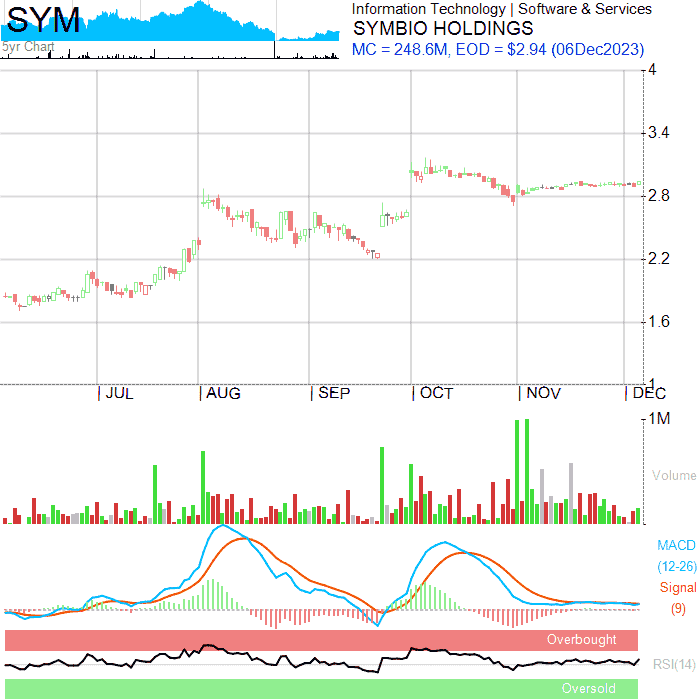 SYM
Information Technology | Software & Services
SYMBIO HOLDINGS
MC = 248.6M, EOD = $2.94 (06Dec2023)
5yr Chart
4
3.4
2.8
2.2
1.6
1
JUL
AUG
SEP
OCT
NOV
DEC
1M
Volume
MACD
(12-26)
Signal
(9)
Overbought
RSI(14)
Oversold